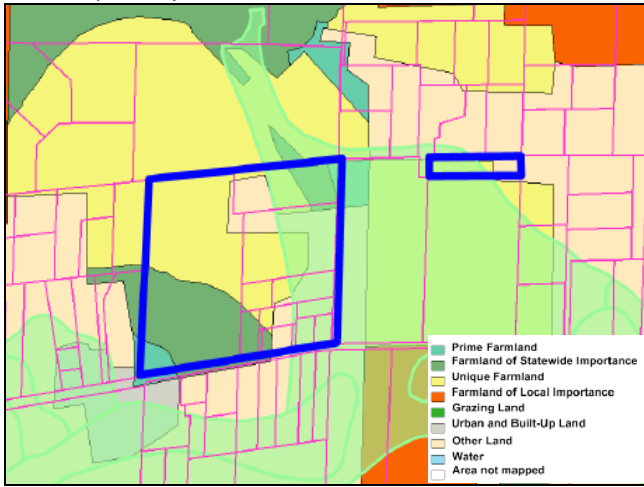 Prime Farmland
Farmland of Statewide Importance
Unique Farmland
Farmland of Local Importance
Grazing Land
Urban and Built-Up Land
Other Land
Water
Area not mapped